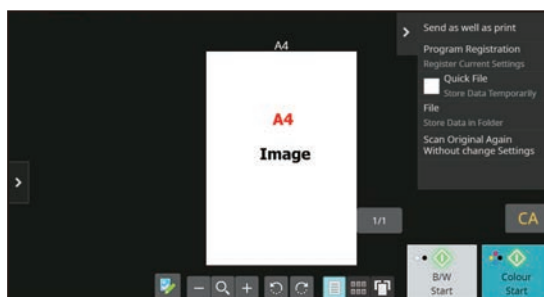 A4
A4
Image
Send as well as print
Program Registration
Register Current Settings
Quick File
Store Data Temporarily
File
Store Data in Folder
Scan Original Again
Without change Settings
1/1
CA
B/W
Start
Colour
Start